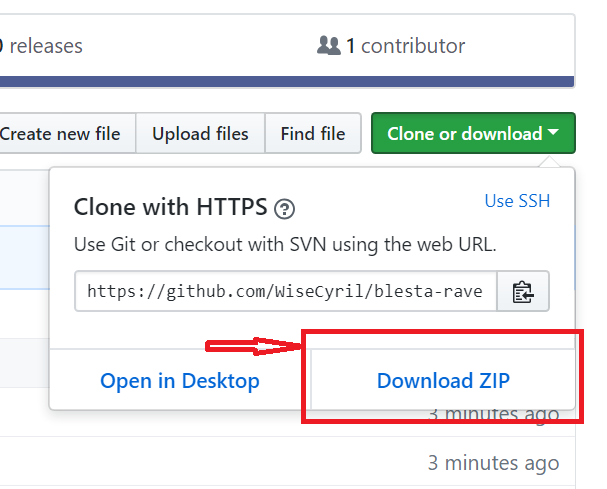 0 releases
1 contributor
Create new file
Upload files
Find file
Clone or download
Clone with HTTPS ?
Use SSH
Use Git or checkout with SVN using the web URL.
https://github.com/WiseCyril/blesta-rave
Open in Desktop
Download ZIP
3 minutes ago
3 minutes ago